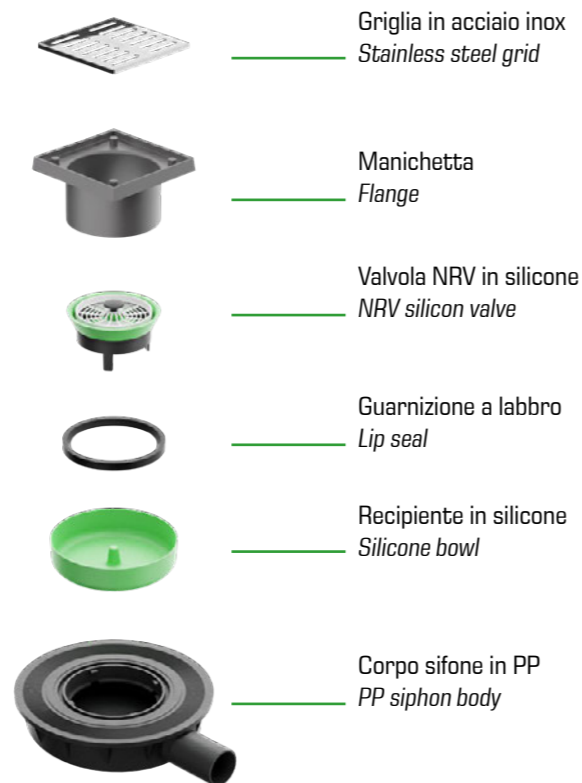 Griglia in acciaio inox
Stainless steel grid
Manichetta
Flange
Valvola NRV in silicone
NRV silicon valve
Guarnizione a labbro
Lip seal
Recipiente in silicone
Silicone bowl
Corpo sifone in PP
PP siphon body